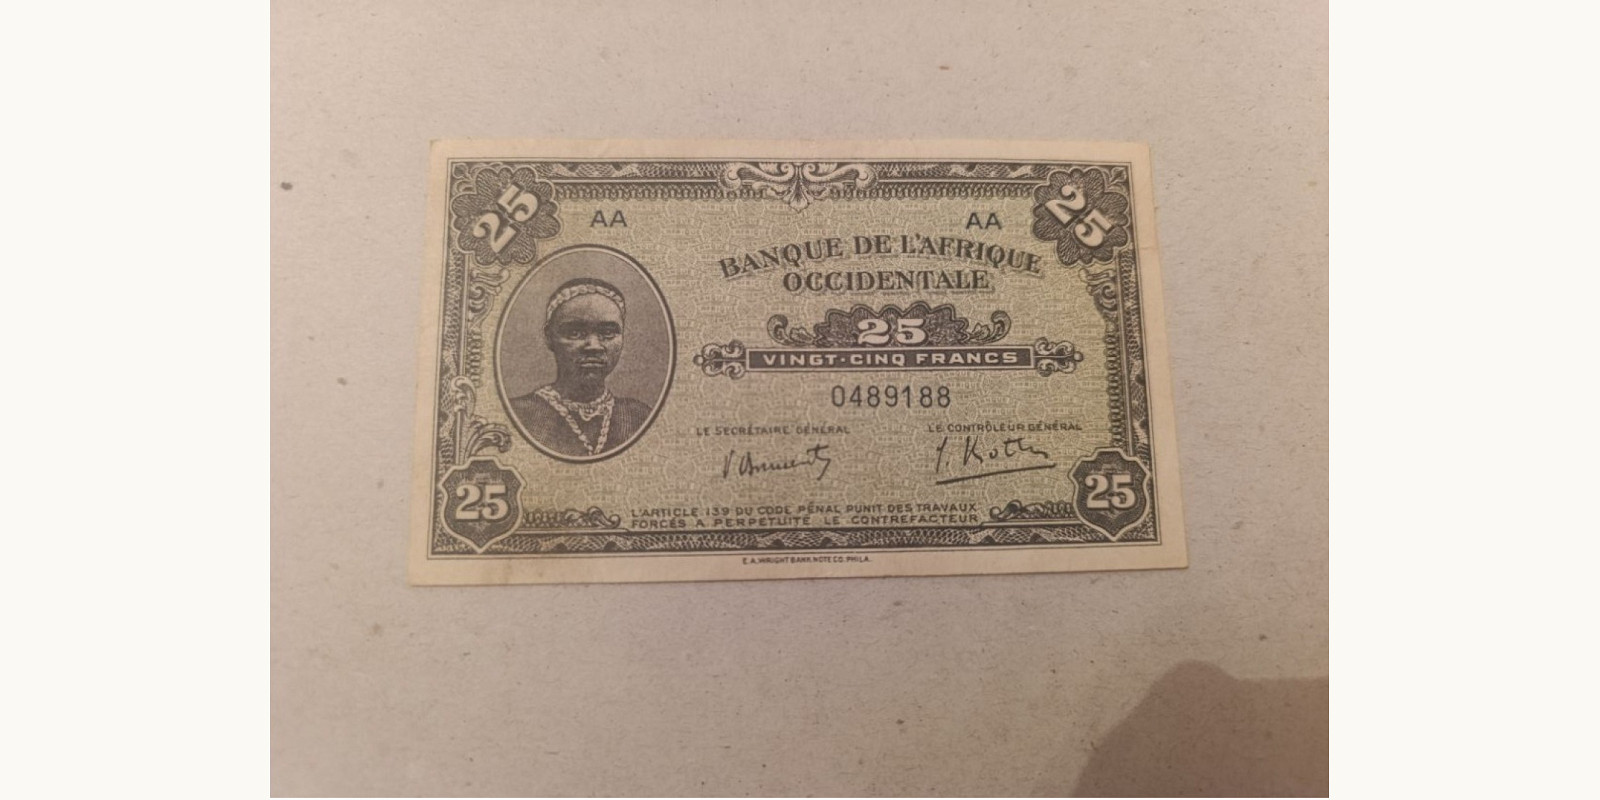 25
25
AA
AA
BANQUE DE L'AFRIQUE
OCCIDENTALE
25
VINGT·CINQ FRANCS
0489188
LE SECRÉTAIRE GÉNÉRAL
LE CONTRÔLEUR GÉNÉRAL
25
25
L'ARTICLE 139 DU CODE PÉNAL PUNIT DES TRAVAUX
FORCÉS A PERPÉTUITÉ LE CONTREFACTEUR
E.A.WRIGHT BANK NOTE CO. PHILA.